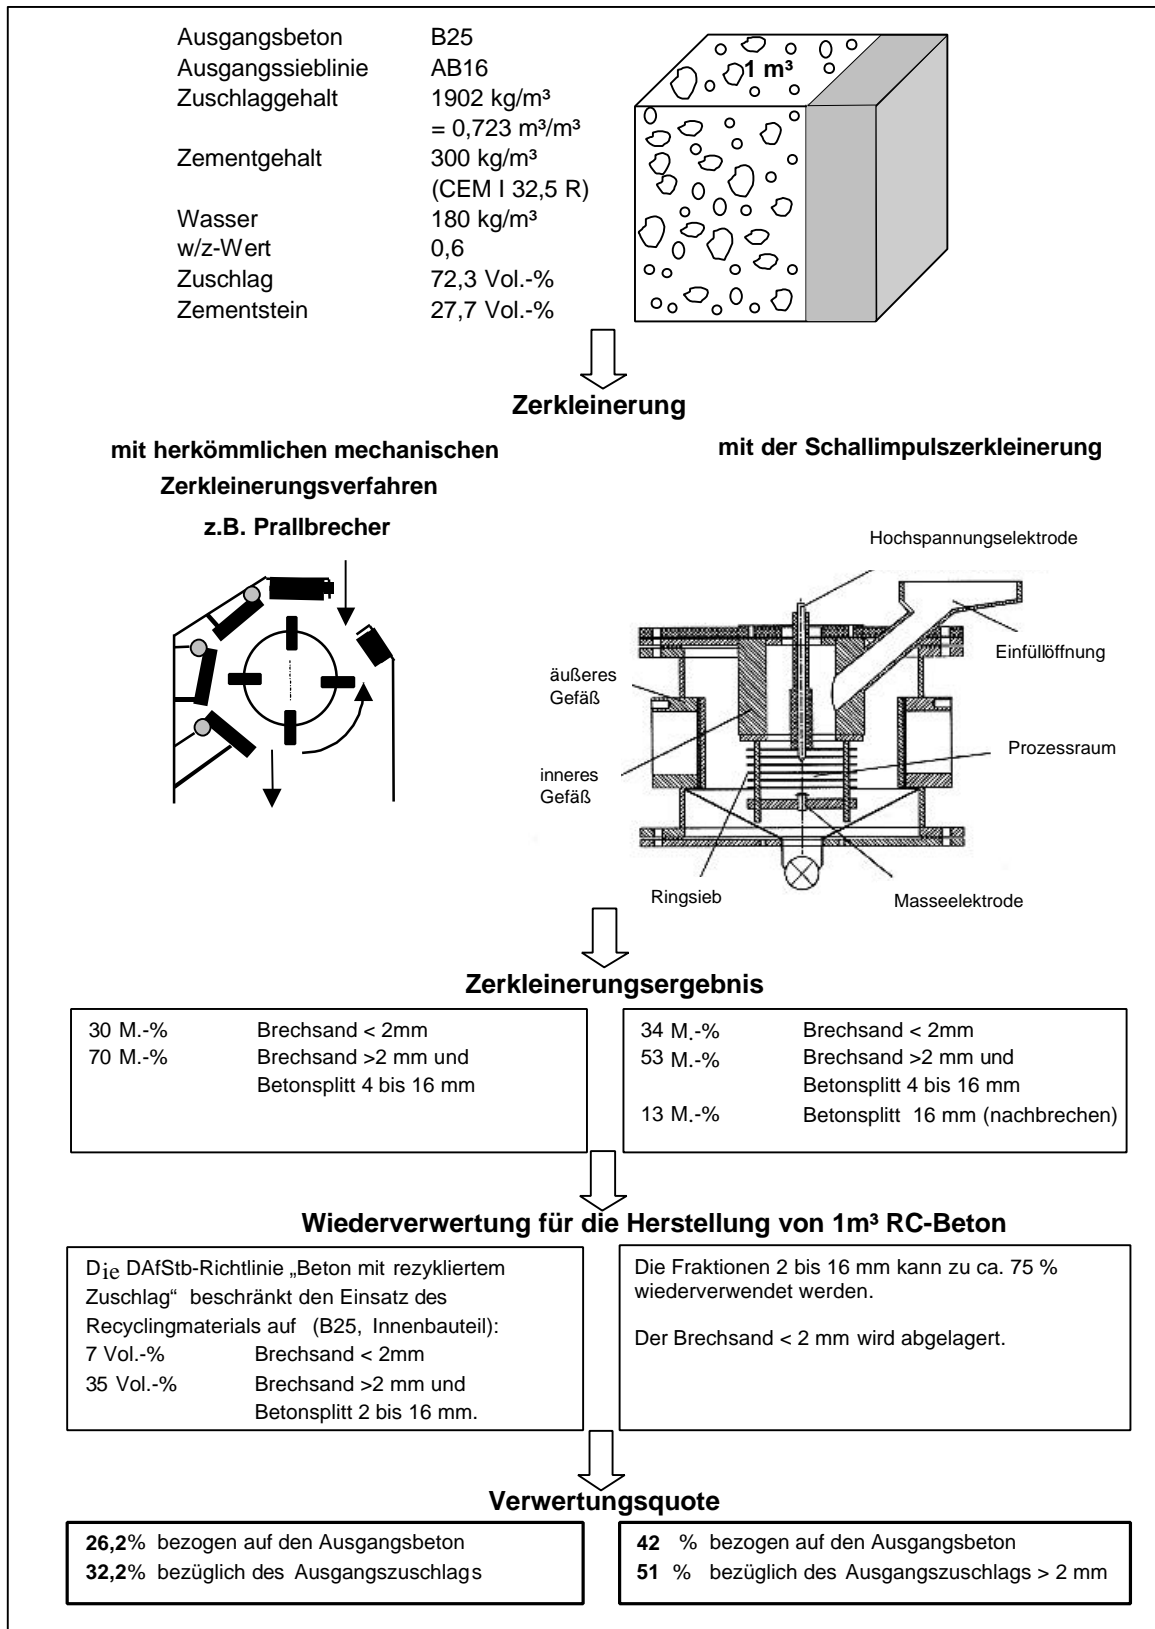 Ausgangsbeton B25
Ausgangssieblinie AB16
Zuschlaggehalt 1902 kg/m³
= 0,723 m³/m³
Zementgehalt 300 kg/m³
(CEM I 32,5 R)
Wasser 180 kg/m³
w/z-Wert 0,6
Zuschlag 72,3 Vol.-%
Zementstein 27,7 Vol.-%
1 m³
Zerkleinerung
mit herkömmlichen mechanischen
Zerkleinerungsverfahren
z.B. Prallbrecher
mit der Schallimpulszerkleinerung
Hochspannungselektrode
Einfüllöffnung
äußeres
Gefäß
Prozessraum
inneres
Gefäß
Ringsieb
Masseelektrode
Zerkleinerungsergebnis
30 M.-% Brechsand < 2mm
70 M.-% Brechsand >2 mm und
Betonsplitt 4 bis 16 mm
34 M.-% Brechsand < 2mm
53 M.-% Brechsand >2 mm und
Betonsplitt 4 bis 16 mm
13 M.-% Betonsplitt 16 mm (nachbrechen)
Wiederverwertung für die Herstellung von 1m³ RC-Beton
Die DAfStb-Richtlinie „Beton mit rezykliertem
Zuschlag“ beschränkt den Einsatz des
Recyclingmaterials auf (B25, Innenbauteil):
7 Vol.-% Brechsand < 2mm
35 Vol.-% Brechsand >2 mm und
Betonsplitt 2 bis 16 mm.
Die Fraktionen 2 bis 16 mm kann zu ca. 75 %
wiederverwendet werden.
Der Brechsand < 2 mm wird abgelagert.
Verwertungsquote
26,2% bezogen auf den Ausgangsbeton
32,2% bezüglich des Ausgangszuschlags
42 % bezogen auf den Ausgangsbeton
51 % bezüglich des Ausgangszuschlags > 2 mm